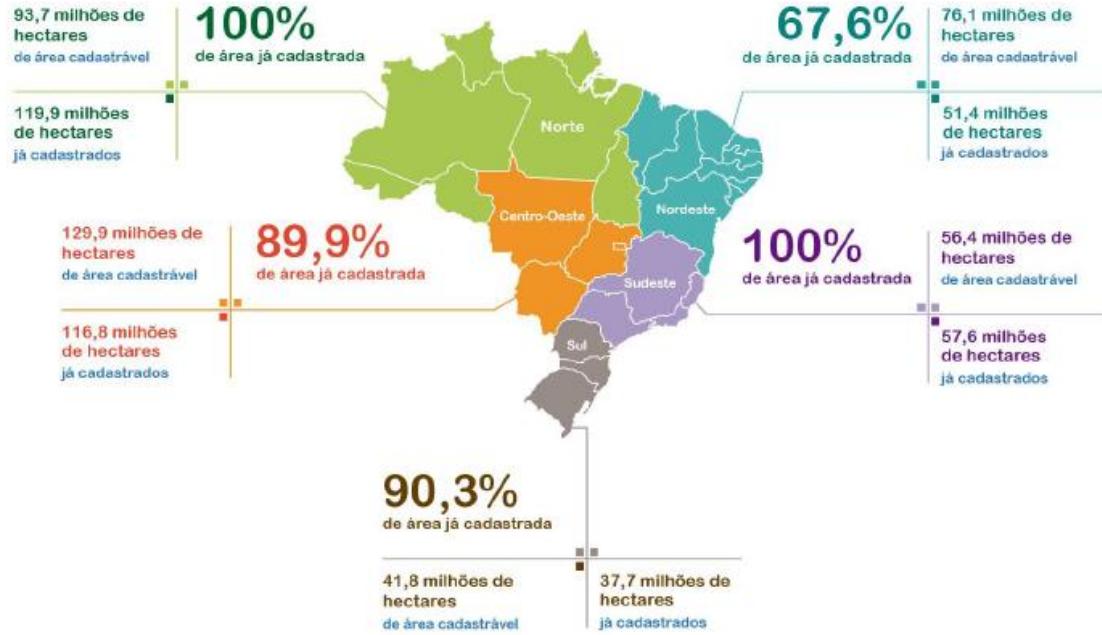 93,7 milhões de
hectares
de área cadastrável
100%
de área já cadastrada
119,9 milhões
de hectares
já cadastrados
67,6%
de área já cadastrada
76,1 milhões de
hectares
de área cadastrável
51,4 milhões
de hectares
já cadastrados
Norte
Nordeste
Centro-Oeste
Sudeste
Sul
129,9 milhões de
hectares
de área cadastrável
89,9%
de área já cadastrada
116,8 milhões
de hectares
já cadastrados
100%
de área já cadastrada
56,4 milhões de
hectares
de área cadastrável
57,6 milhões
de hectares
já cadastrados
90,3%
de área já cadastrada
41,8 milhões de
hectares
de área cadastrável
37,7 milhões de
hectares
já cadastrados